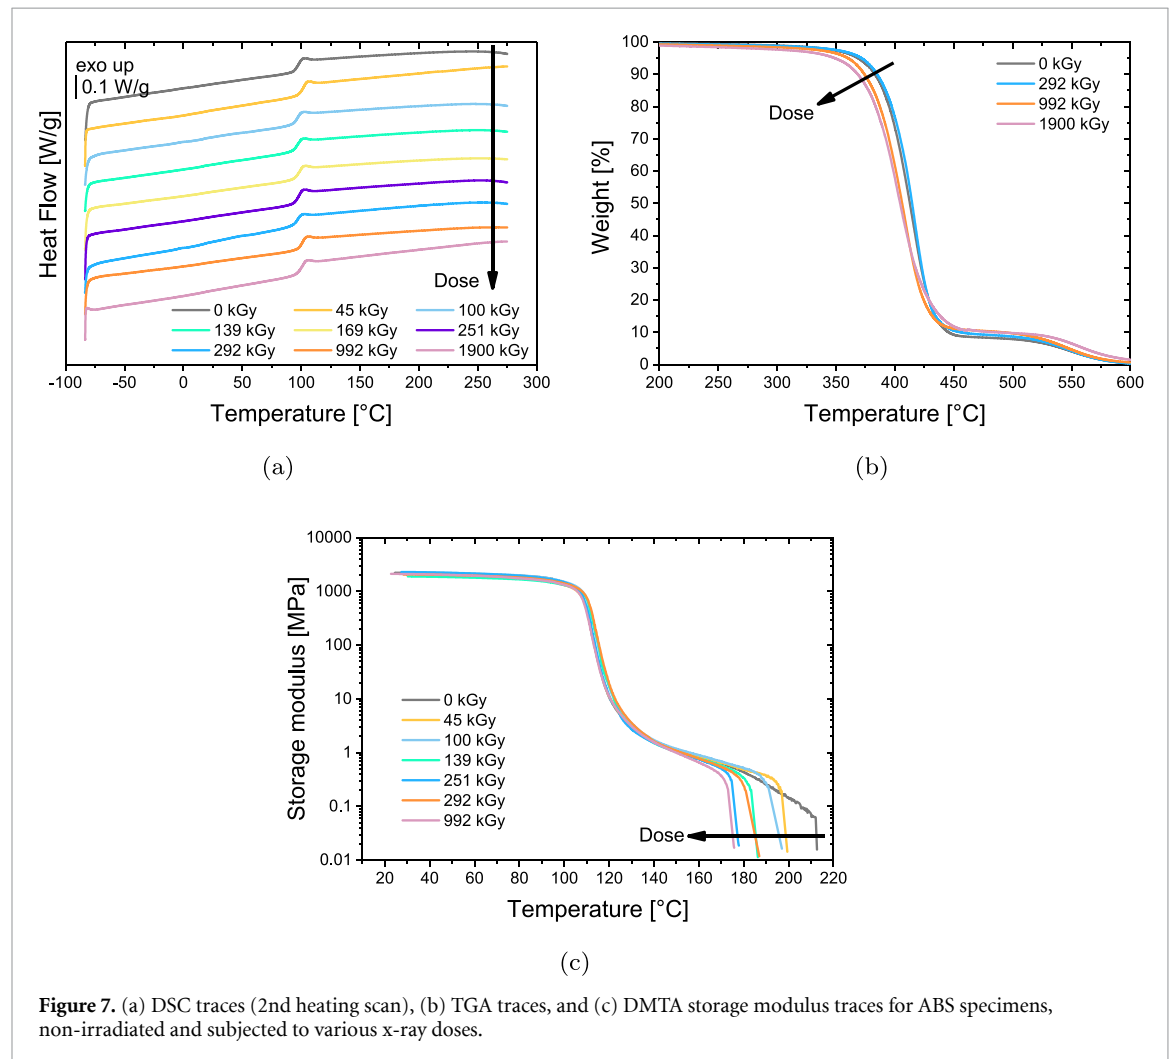 exo up
0.1 W/g
Heat Flow [W/g]
Dose
0 kGy 45 kGy 100 kGy
139 kGy 169 kGy 251 kGy
292 kGy 992 kGy 1900 kGy
-100 -50 0 50 100 150 200 250 300
Temperature [°C]
(a)
100
90
80
70
60
50
40
30
20
10
0
Weight [%]
Dose
0 kGy
292 kGy
992 kGy
1900 kGy
200 250 300 350 400 450 500 550 600
Temperature [°C]
(b)
10000
1000
100
10
1
0.1
0.01
Storage modulus [MPa]
0 kGy
45 kGy
100 kGy
139 kGy
251 kGy
292 kGy
992 kGy
Dose
20 40 60 80 100 120 140 160 180 200 220
Temperature [°C]
(c)
Figure 7. (a) DSC traces (2nd heating scan), (b) TGA traces, and (c) DMTA storage modulus traces for ABS specimens,
non-irradiated and subjected to various x-ray doses.